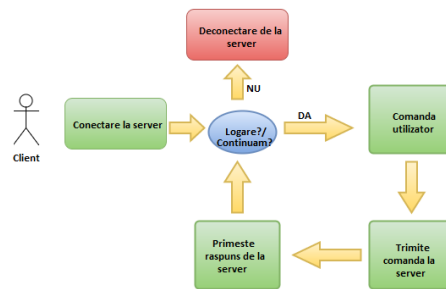 Deconectare de la
server
NU
DA
Conectare la server
Logare?/
Continuam?
Comanda
utilizator
Client
Primeste
raspuns de la
server
Trimite
comanda la
server